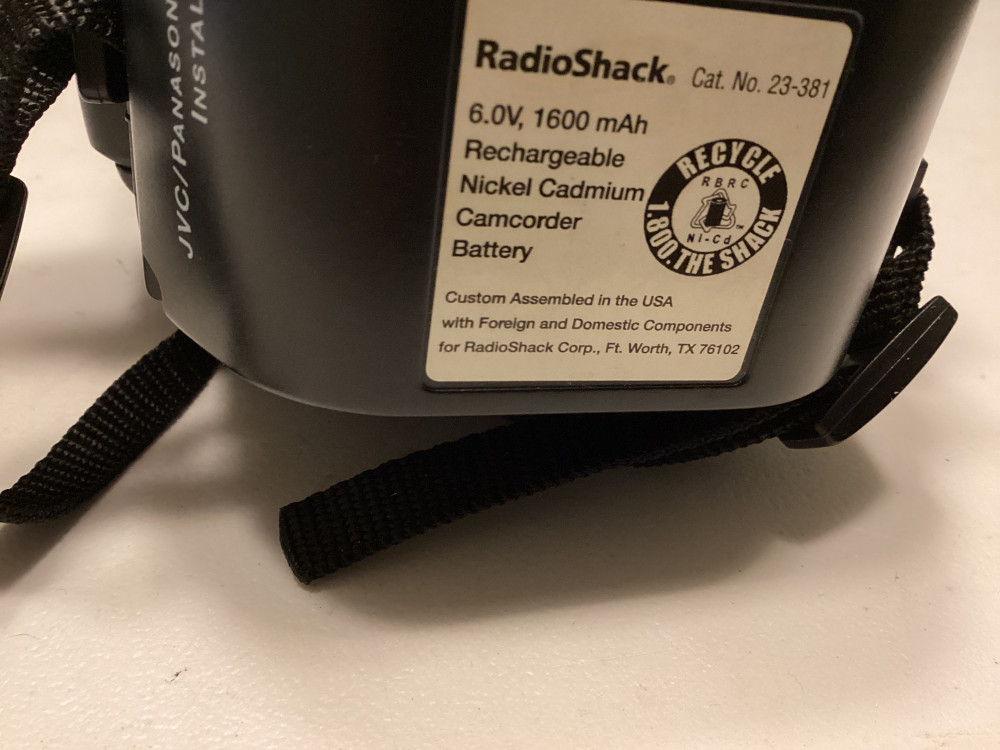 JVC/PANASON
INSTAL
RadioShack® Cat. No. 23-381
6.0V, 1600 mAh
Rechargeable
Nickel Cadmium
Camcorder
Battery
RECYCLE
RBRC
Ni-Cd
1.800.THE SHACK
Custom Assembled in the USA
with Foreign and Domestic Components
for RadioShack Corp., Ft. Worth, TX 76102